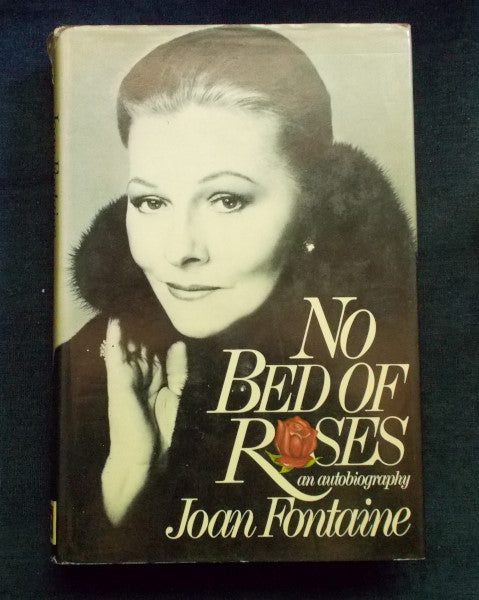 NO
BED OF
ROSES
an autobiography
Joan Fontaine